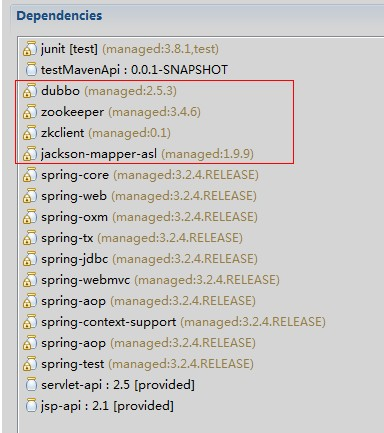 Dependencies
junit [test] (managed:3.8.1,test)
testMavenApi : 0.0.1-SNAPSHOT
dubbo (managed:2.5.3)
zookeeper (managed:3.4.6)
zkclient (managed:0.1)
jackson-mapper-asl (managed:1.9.9)
spring-core (managed:3.2.4.RELEASE)
spring-web (managed:3.2.4.RELEASE)
spring-oxm (managed:3.2.4.RELEASE)
spring-tx (managed:3.2.4.RELEASE)
spring-jdbc (managed:3.2.4.RELEASE)
spring-webmvc (managed:3.2.4.RELEASE)
spring-aop (managed:3.2.4.RELEASE)
spring-context-support (managed:3.2.4.RELEASE)
spring-aop (managed:3.2.4.RELEASE)
spring-test (managed:3.2.4.RELEASE)
servlet-api : 2.5 [provided]
jsp-api : 2.1 [provided]